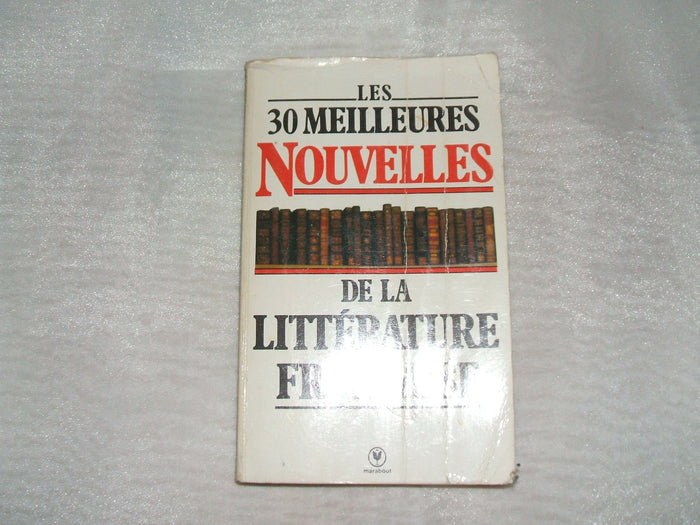 LES
30 MEILLEURES
NOUVELLES
DE LA
LITTÉRATURE
marabout